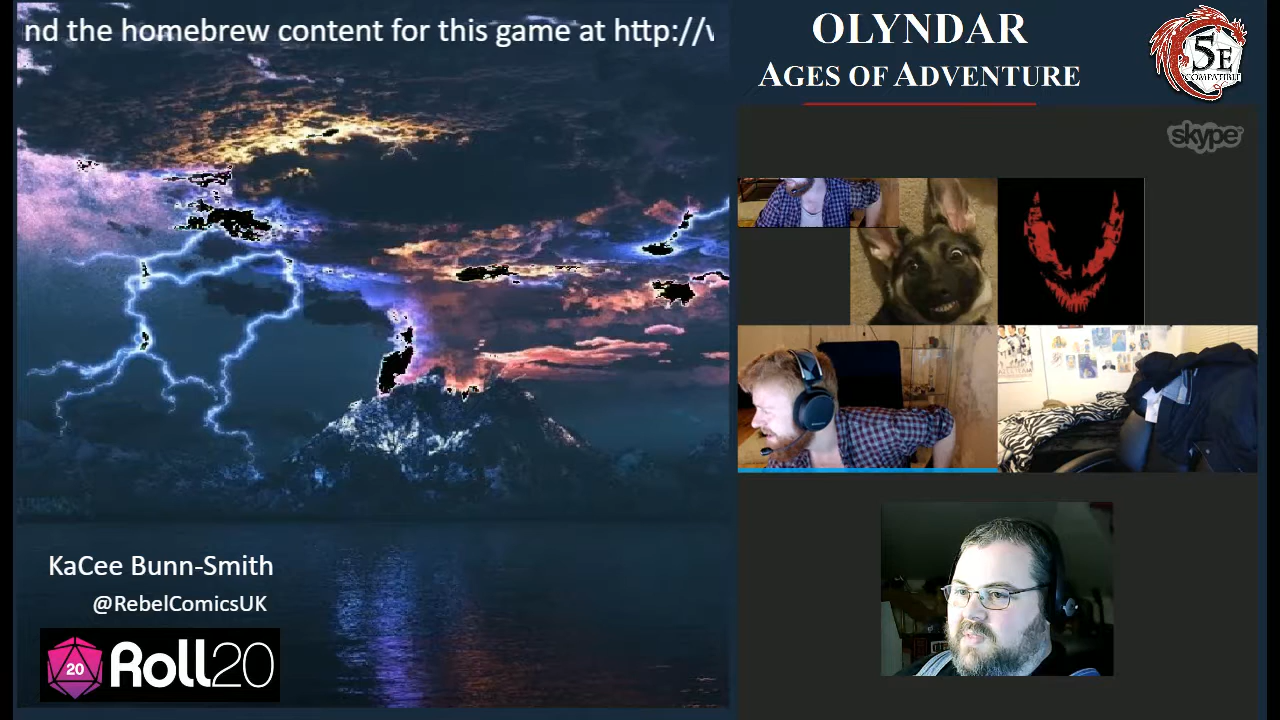 nd the homebrew content for this game at http://
OLYNDAR
AGES OF ADVENTURE
5E
COMPATIBLE
skype
KaCee Bunn-Smith
@RebelComicsUK
20
Roll20